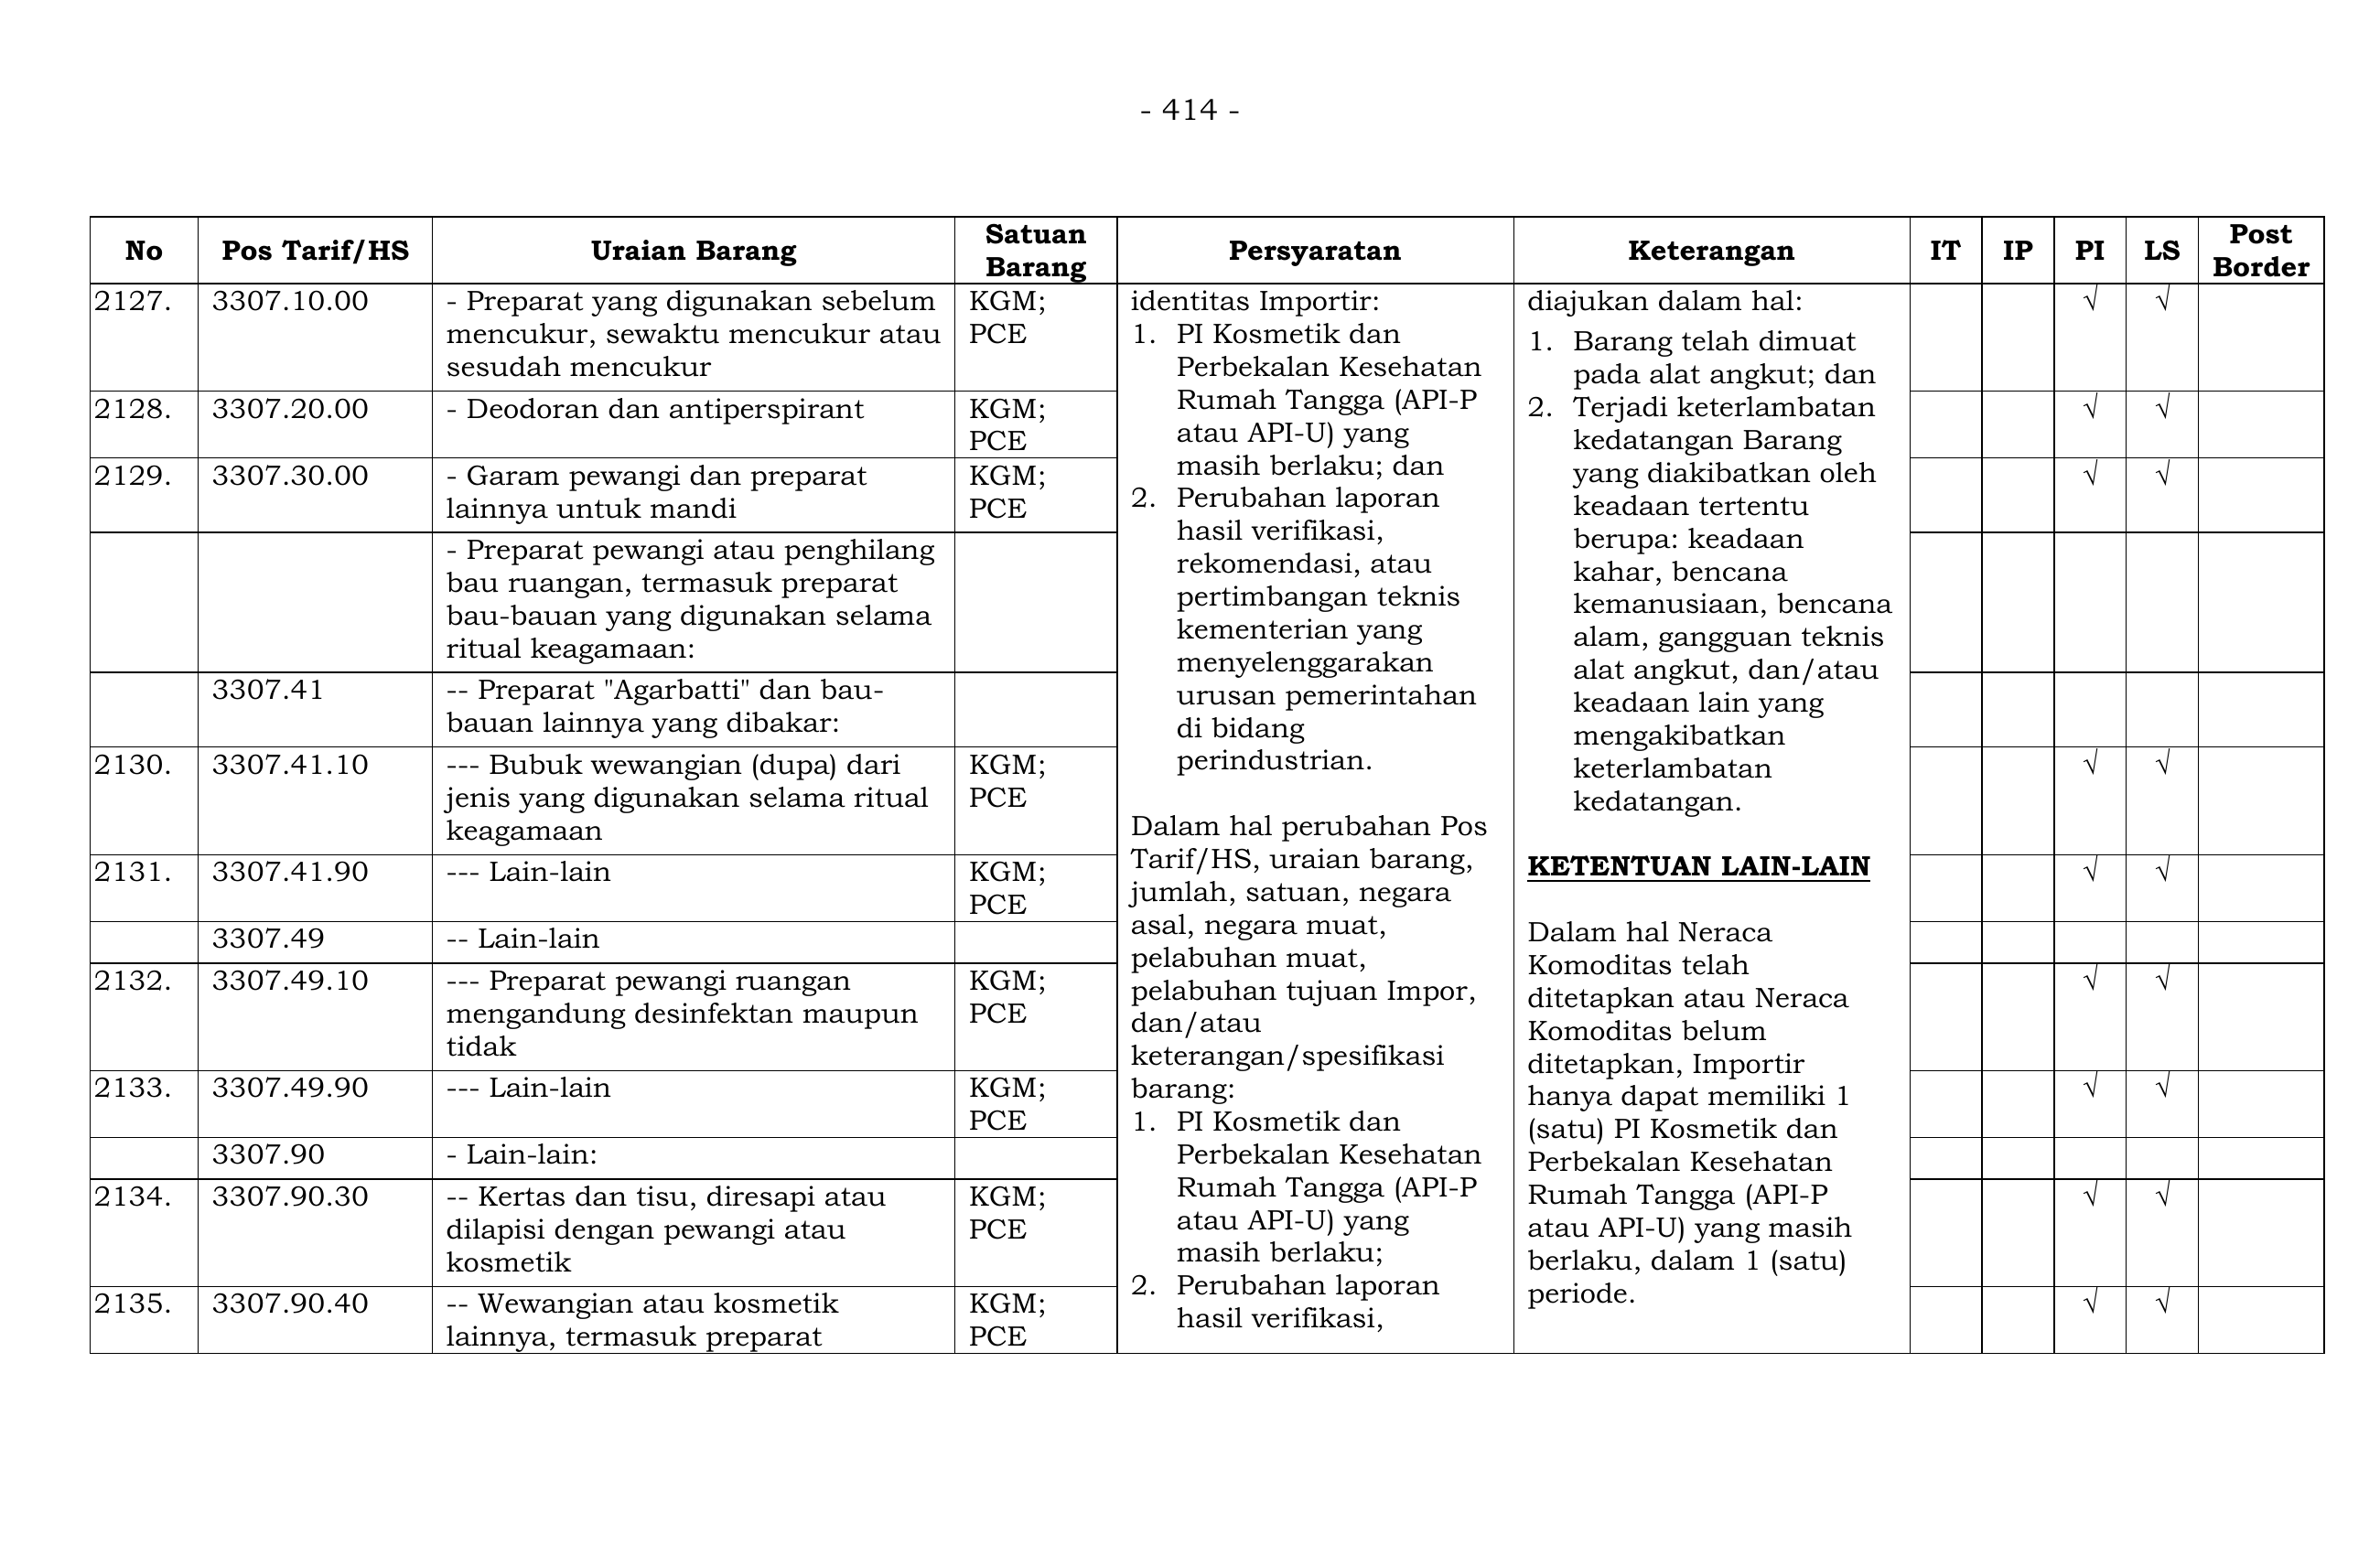 - 414 -
No
Pos Tarif/HS
Uraian Barang
Satuan
Barang
Persyaratan
Keterangan
IT
IP
PI
LS
Post
Border
2127.
3307.10.00
- Preparat yang digunakan sebelum
mencukur, sewaktu mencukur atau
sesudah mencukur
KGM;
PCE
√
√
2128.
3307.20.00
- Deodoran dan antiperspirant
KGM;
PCE
√
√
2129.
3307.30.00
- Garam pewangi dan preparat
lainnya untuk mandi
KGM;
PCE
√
√
- Preparat pewangi atau penghilang
bau ruangan, termasuk preparat
bau-bauan yang digunakan selama
ritual keagamaan:
3307.41
-- Preparat "Agarbatti" dan bau-
bauan lainnya yang dibakar:
2130.
3307.41.10
--- Bubuk wewangian (dupa) dari
jenis yang digunakan selama ritual
keagamaan
KGM;
PCE
√
√
2131.
3307.41.90
--- Lain-lain
KGM;
PCE
√
√
3307.49
-- Lain-lain
2132.
3307.49.10
--- Preparat pewangi ruangan
mengandung desinfektan maupun
tidak
KGM;
PCE
√
√
2133.
3307.49.90
--- Lain-lain
KGM;
PCE
√
√
3307.90
- Lain-lain:
2134.
3307.90.30
-- Kertas dan tisu, diresapi atau
dilapisi dengan pewangi atau
kosmetik
KGM;
PCE
√
√
2135.
3307.90.40
-- Wewangian atau kosmetik
lainnya, termasuk preparat
KGM;
PCE
√
√
identitas Importir:
1. PI Kosmetik dan
Perbekalan Kesehatan
Rumah Tangga (API-P
atau API-U) yang
masih berlaku; dan
2. Perubahan laporan
hasil verifikasi,
rekomendasi, atau
pertimbangan teknis
kementerian yang
menyelenggarakan
urusan pemerintahan
di bidang
perindustrian.
Dalam hal perubahan Pos
Tarif/HS, uraian barang,
jumlah, satuan, negara
asal, negara muat,
pelabuhan muat,
pelabuhan tujuan Impor,
dan/atau
keterangan/spesifikasi
barang:
1. PI Kosmetik dan
Perbekalan Kesehatan
Rumah Tangga (API-P
atau API-U) yang
masih berlaku;
2. Perubahan laporan
hasil verifikasi,
diajukan dalam hal:
1. Barang telah dimuat
pada alat angkut; dan
2. Terjadi keterlambatan
kedatangan Barang
yang diakibatkan oleh
keadaan tertentu
berupa: keadaan
kahar, bencana
kemanusiaan, bencana
alam, gangguan teknis
alat angkut, dan/atau
keadaan lain yang
mengakibatkan
keterlambatan
kedatangan.
KETENTUAN LAIN-LAIN
Dalam hal Neraca
Komoditas telah
ditetapkan atau Neraca
Komoditas belum
ditetapkan, Importir
hanya dapat memiliki 1
(satu) PI Kosmetik dan
Perbekalan Kesehatan
Rumah Tangga (API-P
atau API-U) yang masih
berlaku, dalam 1 (satu)
periode.